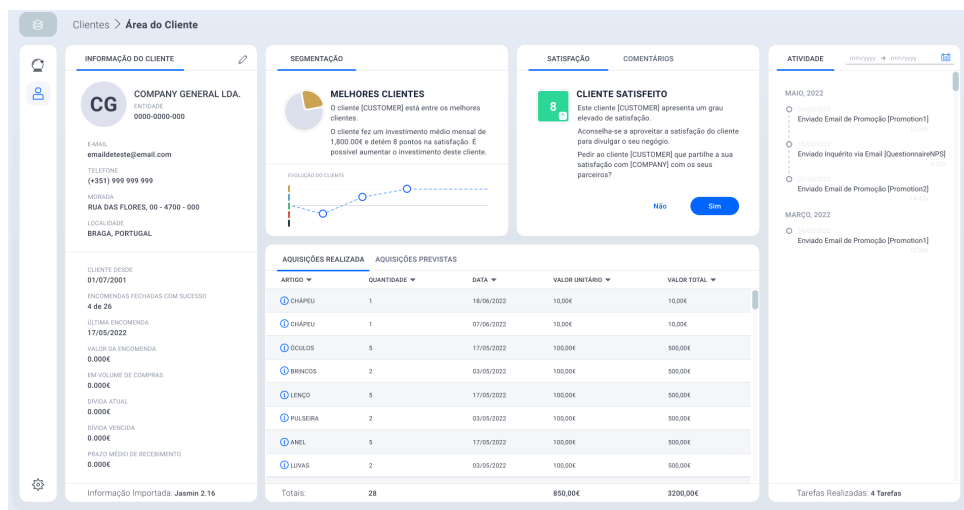 Clientes > Área do Cliente
INFORMAÇÃO DO CLIENTE
CG
COMPANY GENERAL LDA.
ENTIDADE
0000-0000-000
E-MAIL
emaildeteste@email.com
TELEFONE
(+351) 999 999 999
MORADA
RUA DAS FLORES, 00 - 4700 - 000
LOCALIDADE
BRAGA, PORTUGAL
CLIENTE DESDE
01/07/2001
ENCOMENDAS FECHADAS COM SUCESSO
4 de 26
ÚLTIMA ENCOMENDA
17/05/2022
VALOR DA ENCOMENDA
0.000€
EM VOLUME DE COMPRAS
0.000€
DÍVIDA ATUAL
0.000€
DÍVIDA VENCIDA
0.000€
PRAZO MÉDIO DE RECEBIMENTO
0.000€
Informação Importada: Jasmin 2.16
SEGMENTAÇÃO
MELHORES CLIENTES
O cliente [CUSTOMER] está entre os melhores
clientes.
O cliente fez um investimento médio mensal de
1,800.00€ e detém 8 pontos na satisfação. É
possível aumentar o investimento deste cliente.
EVOLUÇÃO DO CLIENTE
SATISFAÇÃO COMENTÁRIOS
8
CLIENTE SATISFEITO
Este cliente [CUSTOMER] apresenta um grau
elevado de satisfação.
Aconselha-se a aproveitar a satisfação do cliente
para divulgar o seu negócio.
Pedir ao cliente [CUSTOMER] que partilhe a sua
satisfação com [COMPANY] com os seus
parceiros?
Não Sim
AQUISIÇÕES REALIZADA AQUISIÇÕES PREVISTAS
ARTIGO QUANTIDADE DATA VALOR UNITÁRIO VALOR TOTAL
CHÁPEU 1 18/06/2022 10,00€ 10,00€
CHÁPEU 1 07/06/2022 10,00€ 10,00€
ÓCULOS 5 17/05/2022 100,00€ 500,00€
BRINCOS 2 03/05/2022 100,00€ 500,00€
LENÇO 5 17/05/2022 100,00€ 500,00€
PULSEIRA 2 03/05/2022 100,00€ 500,00€
ANEL 5 17/05/2022 100,00€ 500,00€
LUVAS 2 03/05/2022 100,00€ 500,00€
Totais: 28 850,00€ 3200,00€
ATIVIDADE mm/yyyy → mm/yyyy
MAIO, 2022
Enviado Email de Promoção [Promotion1]
Enviado Inquérito via Email [QuestionnaireNPS]
Enviado Email de Promoção [Promotion2]
MARÇO, 2022
Enviado Email de Promoção [Promotion1]
Tarefas Realizadas: 4 Tarefas